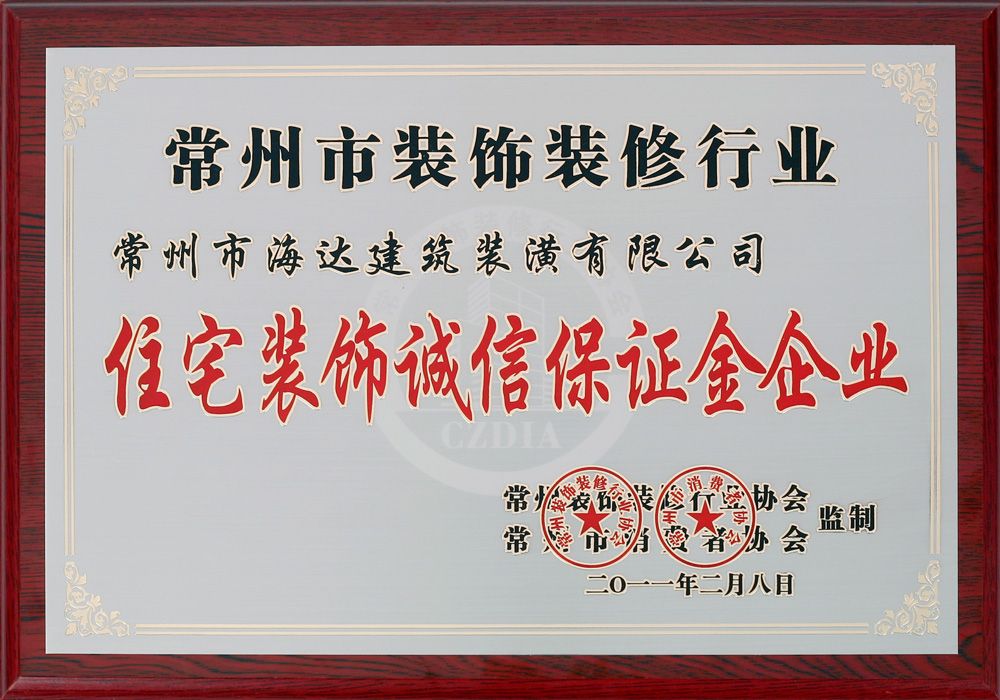 常州市装饰装修行业
常州市海达建筑装潢有限公司
住宅装饰诚信保证金企业
CZDIA
常州装饰装修行业协会
常州市消费者协会
监制
二〇一一年二月八日